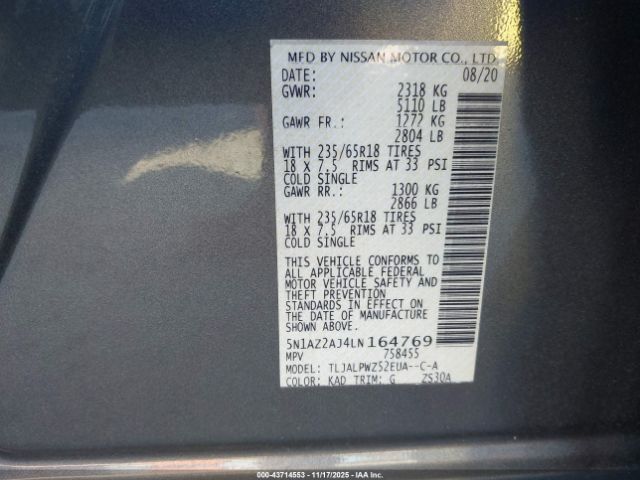 MFD BY NISSAN MOTOR CO., LTD
DATE: 08/20
GVWR: 2318 KG
5110 LB
GAWR FR.: 1272 KG
2804 LB
WITH 235/65R18 TIRES
18 X 7.5 RIMS AT 33 PSI
COLD SINGLE
GAWR RR.: 1300 KG
2866 LB
WITH 235/65R18 TIRES
18 X 7.5 RIMS AT 33 PSI
COLD SINGLE
THIS VEHICLE CONFORMS TO
ALL APPLICABLE FEDERAL
MOTOR VEHICLE SAFETY AND
THEFT PREVENTION
STANDARDS IN EFFECT ON
THE DATE OF MANUFACTURE
SHOWN ABOVE.
5N1AZ2AJ4LN164769
MPV 758455
MODEL: TLJALPWZ52EUA--C-A
COLOR: KAD TRIM: G ZS30A
000-43714553 - 11/17/2025 - IAA Inc.